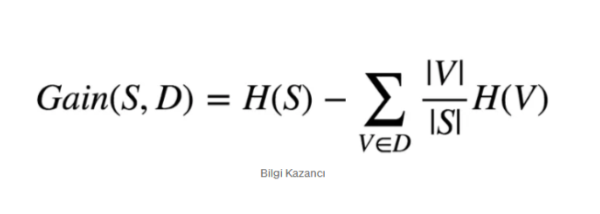 Gain(S, D) = H(S) − ∑ V∈D |V|/|S| H(V)
Bilgi Kazancı